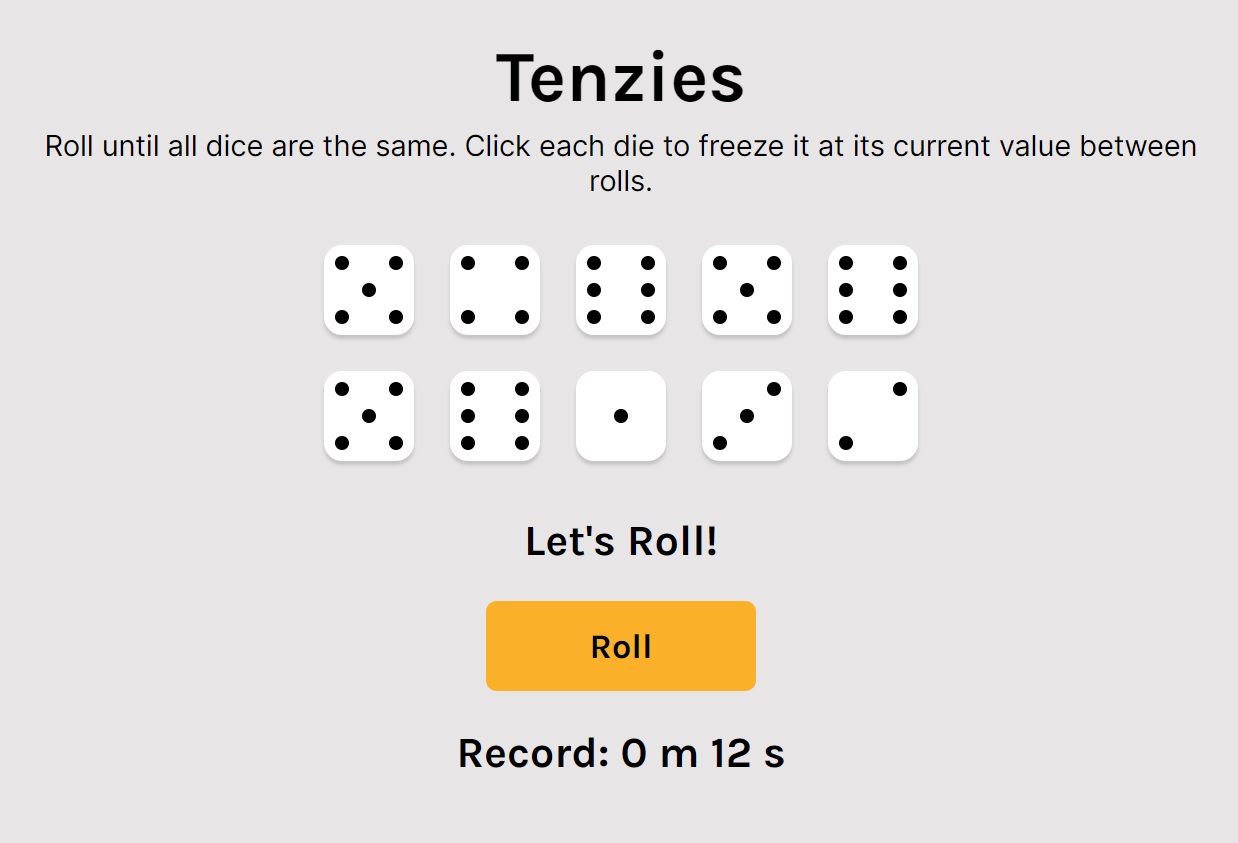 Tenzies
Roll until all dice are the same. Click each die to freeze it at its current value between
rolls.
Let's Roll!
Roll
Record: 0 m 12 s